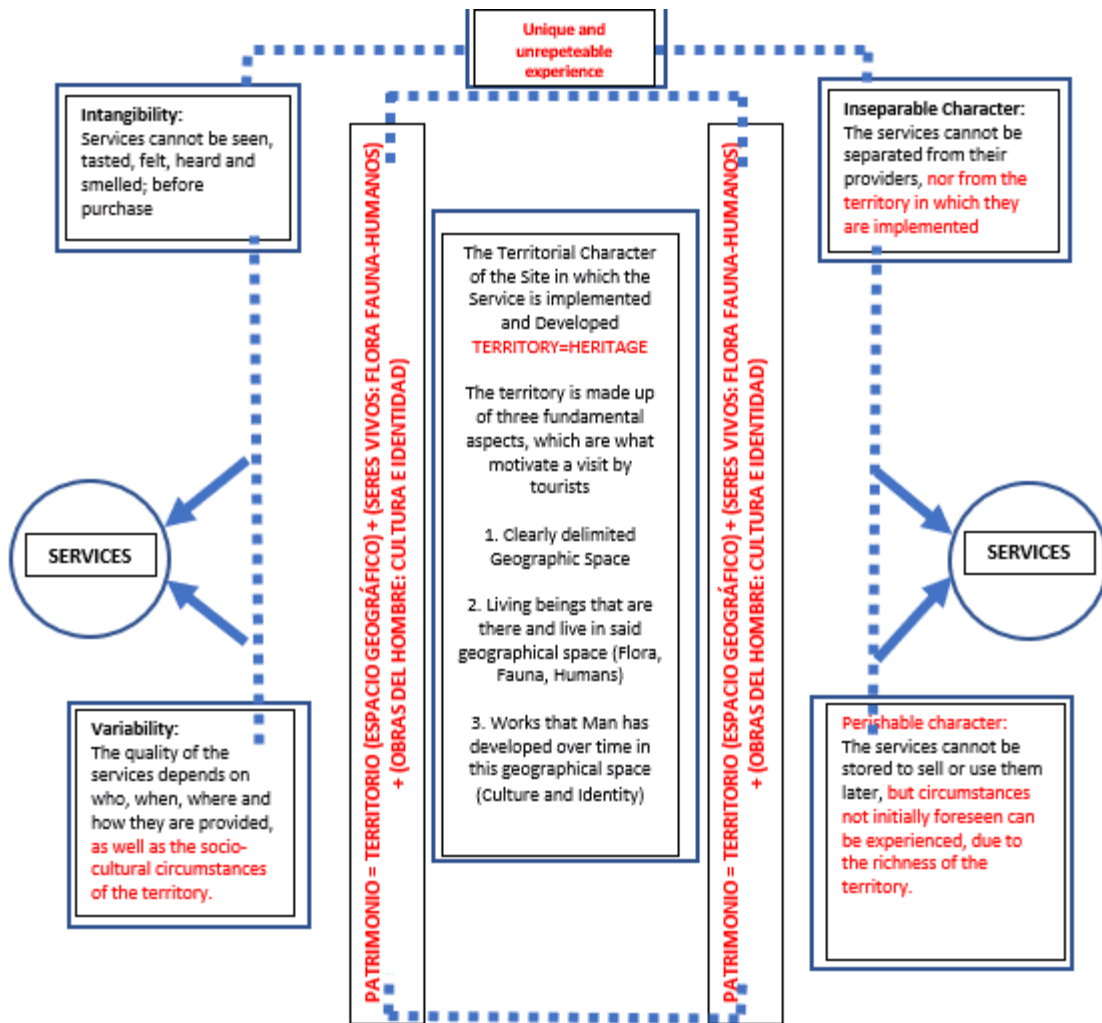 Unique and
unrepeteable
experience
Intangibility:
Services cannot be seen,
tasted, felt, heard and
smelled; before
purchase
Inseparable Character:
The services cannot be
separated from their
providers, nor from the
territory in which they
are implemented
PATRIMONIO = TERRITORIO (ESPACIO GEOGRÁFICO) + (SERES VIVOS: FLORA FAUNA-HUMANOS)
+ (OBRAS DEL HOMBRE: CULTURA E IDENTIDAD)
The Territorial Character
of the Site in which the
Service is implemented
and Developed
TERRITORY=HERITAGE
The territory is made up
of three fundamental
aspects, which are what
motivate a visit by
tourists
1. Clearly delimited
Geographic Space
2. Living beings that are
there and live in said
geographical space (Flora,
Fauna, Humans)
3. Works that Man has
developed over time in
this geographical space
(Culture and Identity)
PATRIMONIO = TERRITORIO (ESPACIO GEOGRÁFICO) + (SERES VIVOS: FLORA FAUNA-HUMANOS)
+ (OBRAS DEL HOMBRE: CULTURA E IDENTIDAD)
SERVICES
SERVICES
Variability:
The quality of the
services depends on
who, when, where and
how they are provided,
as well as the socio-
cultural circumstances
of the territory.
Perishable character:
The services cannot be
stored to sell or use them
later, but circumstances
not initially foreseen can
be experienced, due to
the richness of the
territory.